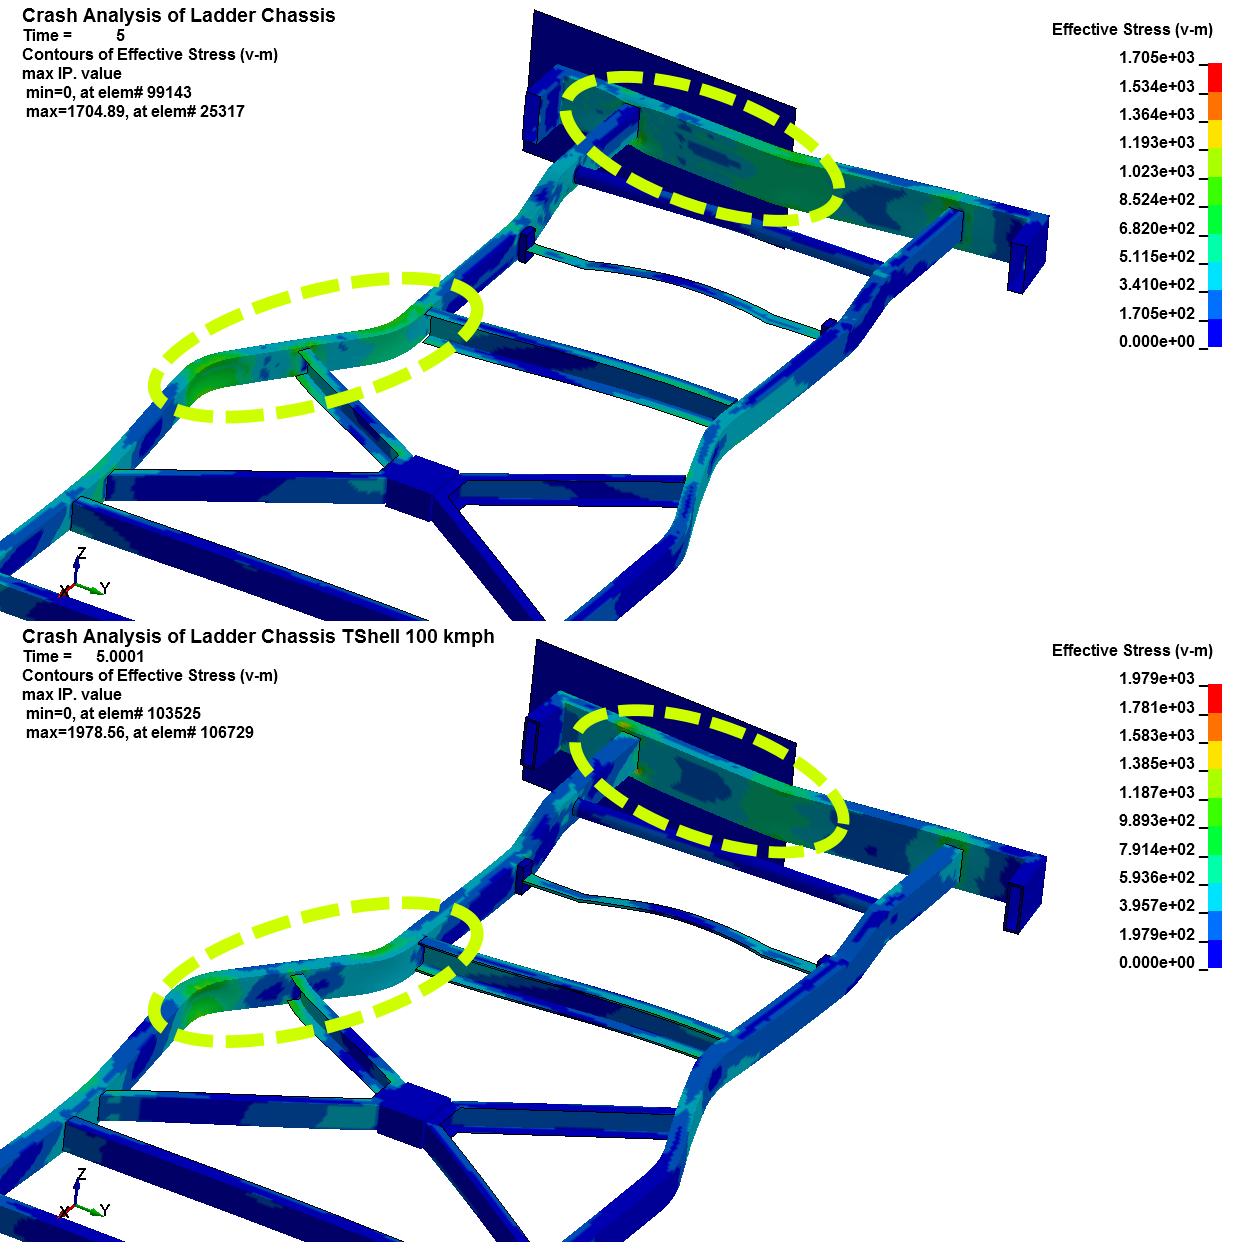 Crash Analysis of Ladder Chassis
Time = 5
Contours of Effective Stress (v-m)
max IP. value
min=0, at elem# 99143
max=1704.89, at elem# 25317
Effective Stress (v-m)
1.705e+03
1.534e+03
1.364e+03
1.193e+03
1.023e+03
8.524e+02
6.820e+02
5.115e+02
3.410e+02
1.705e+02
0.000e+00
Z
X
Y
Crash Analysis of Ladder Chassis TShell 100 kmph
Time = 5.0001
Contours of Effective Stress (v-m)
max IP. value
min=0, at elem# 103525
max=1978.56, at elem# 106729
Effective Stress (v-m)
1.979e+03
1.781e+03
1.583e+03
1.385e+03
1.187e+03
9.893e+02
7.914e+02
5.936e+02
3.957e+02
1.979e+02
0.000e+00
Z
X
Y